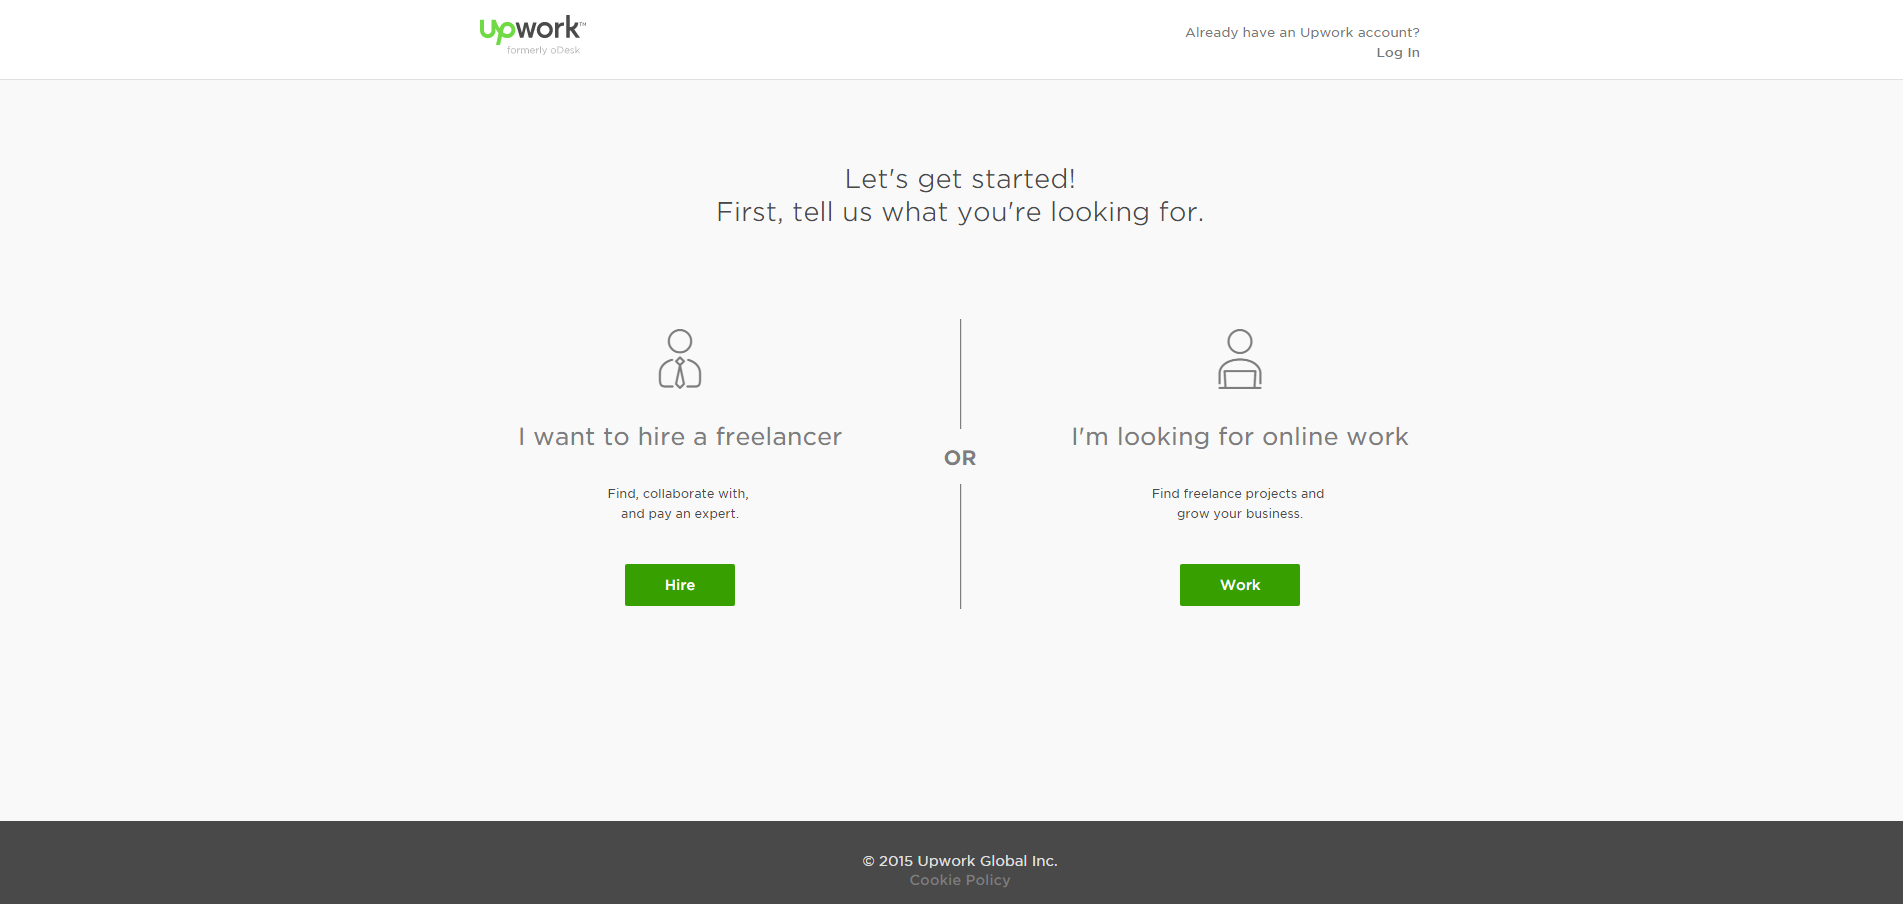 upwork™
formerly oDesk
Already have an Upwork account?
Log In
Let's get started!
First, tell us what you're looking for.
I want to hire a freelancer
Find, collaborate with,
and pay an expert.
Hire
OR
I'm looking for online work
Find freelance projects and
grow your business.
Work
© 2015 Upwork Global Inc.
Cookie Policy